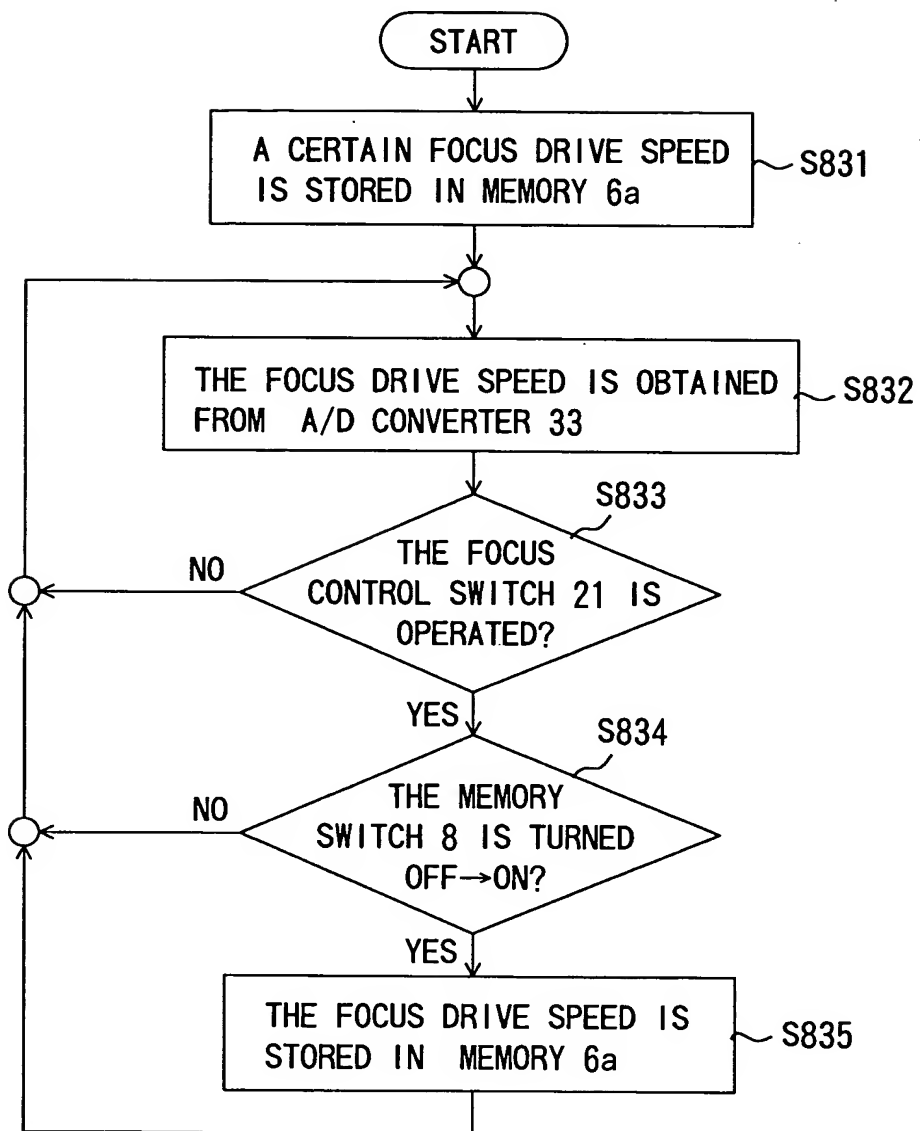 START
A CERTAIN FOCUS DRIVE SPEED
IS STORED IN MEMORY 6a
S831
THE FOCUS DRIVE SPEED IS OBTAINED
FROM A/D CONVERTER 33
S832
S833
THE FOCUS
CONTROL SWITCH 21 IS
OPERATED?
NO
YES
S834
THE MEMORY
SWITCH 8 IS TURNED
OFF→ON?
NO
YES
THE FOCUS DRIVE SPEED IS
STORED IN MEMORY 6a
S835